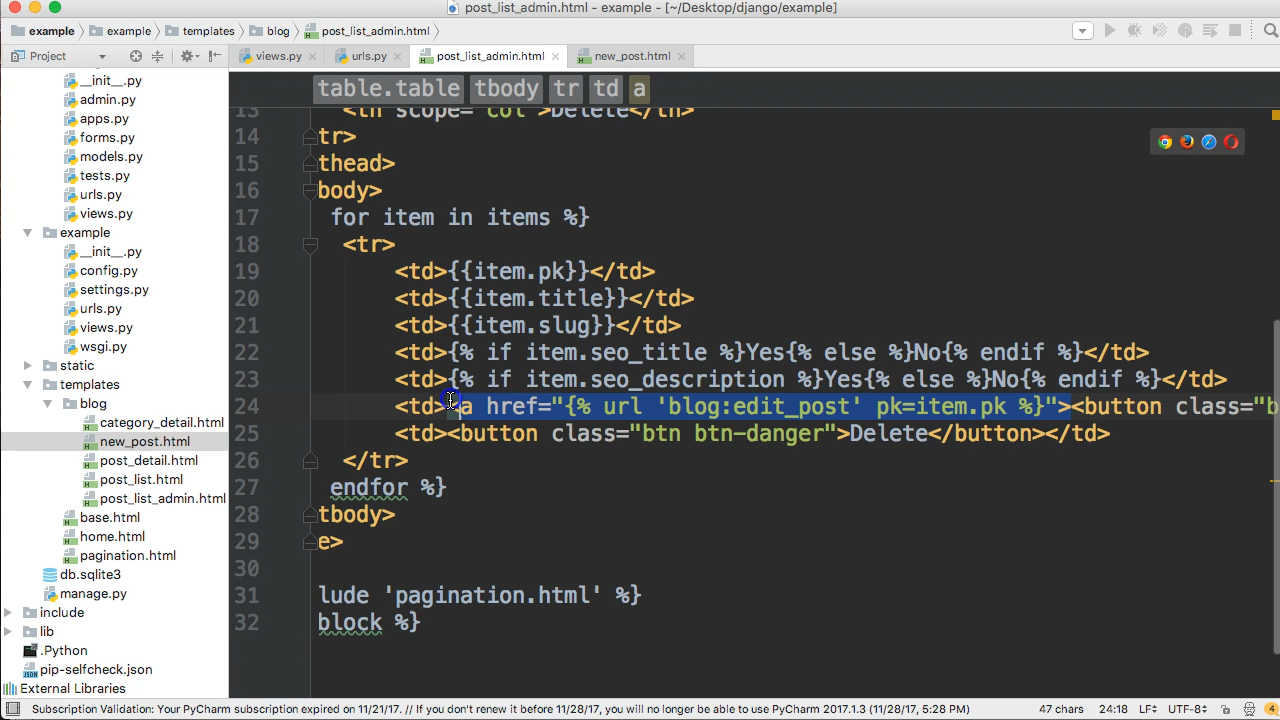 post_list_admin.html - example - [~/Desktop/django/example]
example example templates blog post_list_admin.html
Project views.py urls.py post_list_admin.html new_post.html
table.table tbody tr td a
__init__.py
admin.py
apps.py
forms.py
models.py
tests.py
urls.py
views.py
example
__init__.py
config.py
settings.py
urls.py
views.py
wsgi.py
static
templates
blog
category_detail.html
new_post.html
post_detail.html
post_list.html
post_list_admin.html
base.html
home.html
pagination.html
db.sqlite3
manage.py
include
lib
.Python
pip-selfcheck.json
External Libraries
13 <th scope="col">Delete</th>
14 tr>
15 thead>
16 body>
17 for item in items %}
18 <tr>
19 <td>{{item.pk}}</td>
20 <td>{{item.title}}</td>
21 <td>{{item.slug}}</td>
22 <td>{% if item.seo_title %}Yes{% else %}No{% endif %}</td>
23 <td>{% if item.seo_description %}Yes{% else %}No{% endif %}</td>
24 <td><a href="{% url 'blog:edit_post' pk=item.pk %}"><button class="b
25 <td><button class="btn btn-danger">Delete</button></td>
26 </tr>
27 endfor %}
28 tbody>
29 e>
30
31 lude 'pagination.html' %}
32 block %}
Subscription Validation: Your PyCharm subscription expired on 11/21/17. // If you don't renew it before 11/28/17, you will no longer be able to use PyCharm 2017.1.3 (11/28/17, 5:28 PM) 47 chars 24:18 LF UTF-8 4